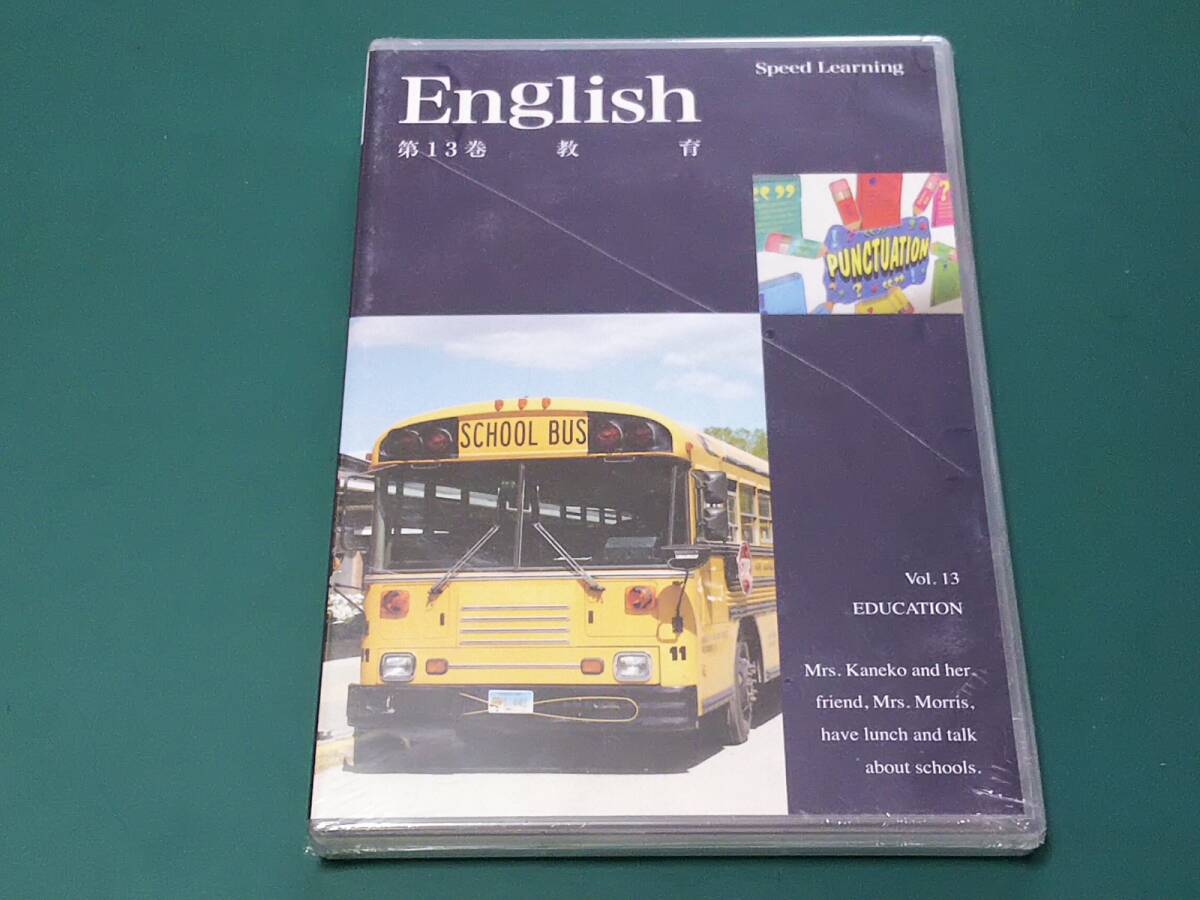 Speed Learning
English
第13巻 教育
PUNCTUATION
SCHOOL BUS
11
Vol. 13
EDUCATION
Mrs. Kaneko and her
friend, Mrs. Morris,
have lunch and talk
about schools.